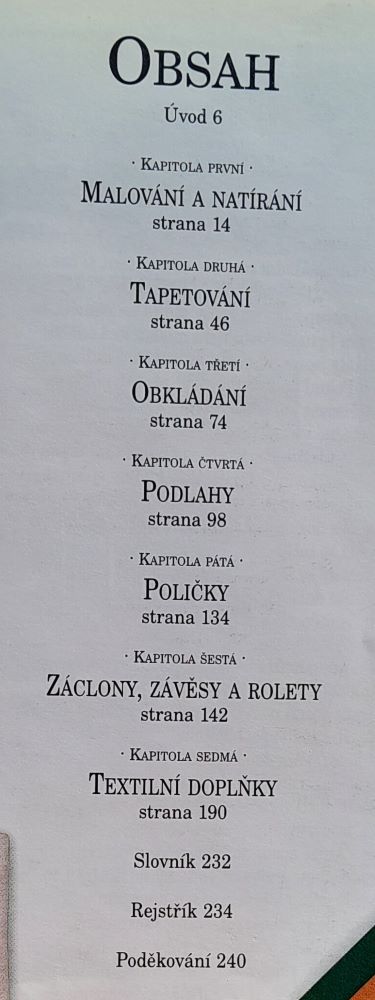 OBSAH
Úvod 6
· KAPITOLA PRVNÍ ·
MALOVÁNÍ A NATÍRÁNÍ
strana 14
· KAPITOLA DRUHÁ ·
TAPETOVÁNÍ
strana 46
· KAPITOLA TŘETÍ ·
OBKLÁDÁNÍ
strana 74
· KAPITOLA ČTVRTÁ ·
PODLAHY
strana 98
· KAPITOLA PÁTÁ ·
POLIČKY
strana 134
· KAPITOLA ŠESTÁ ·
ZÁCLONY, ZÁVĚSY A ROLETY
strana 142
· KAPITOLA SEDMÁ ·
TEXTILNÍ DOPLŇKY
strana 190
Slovník 232
Rejstřík 234
Poděkování 240